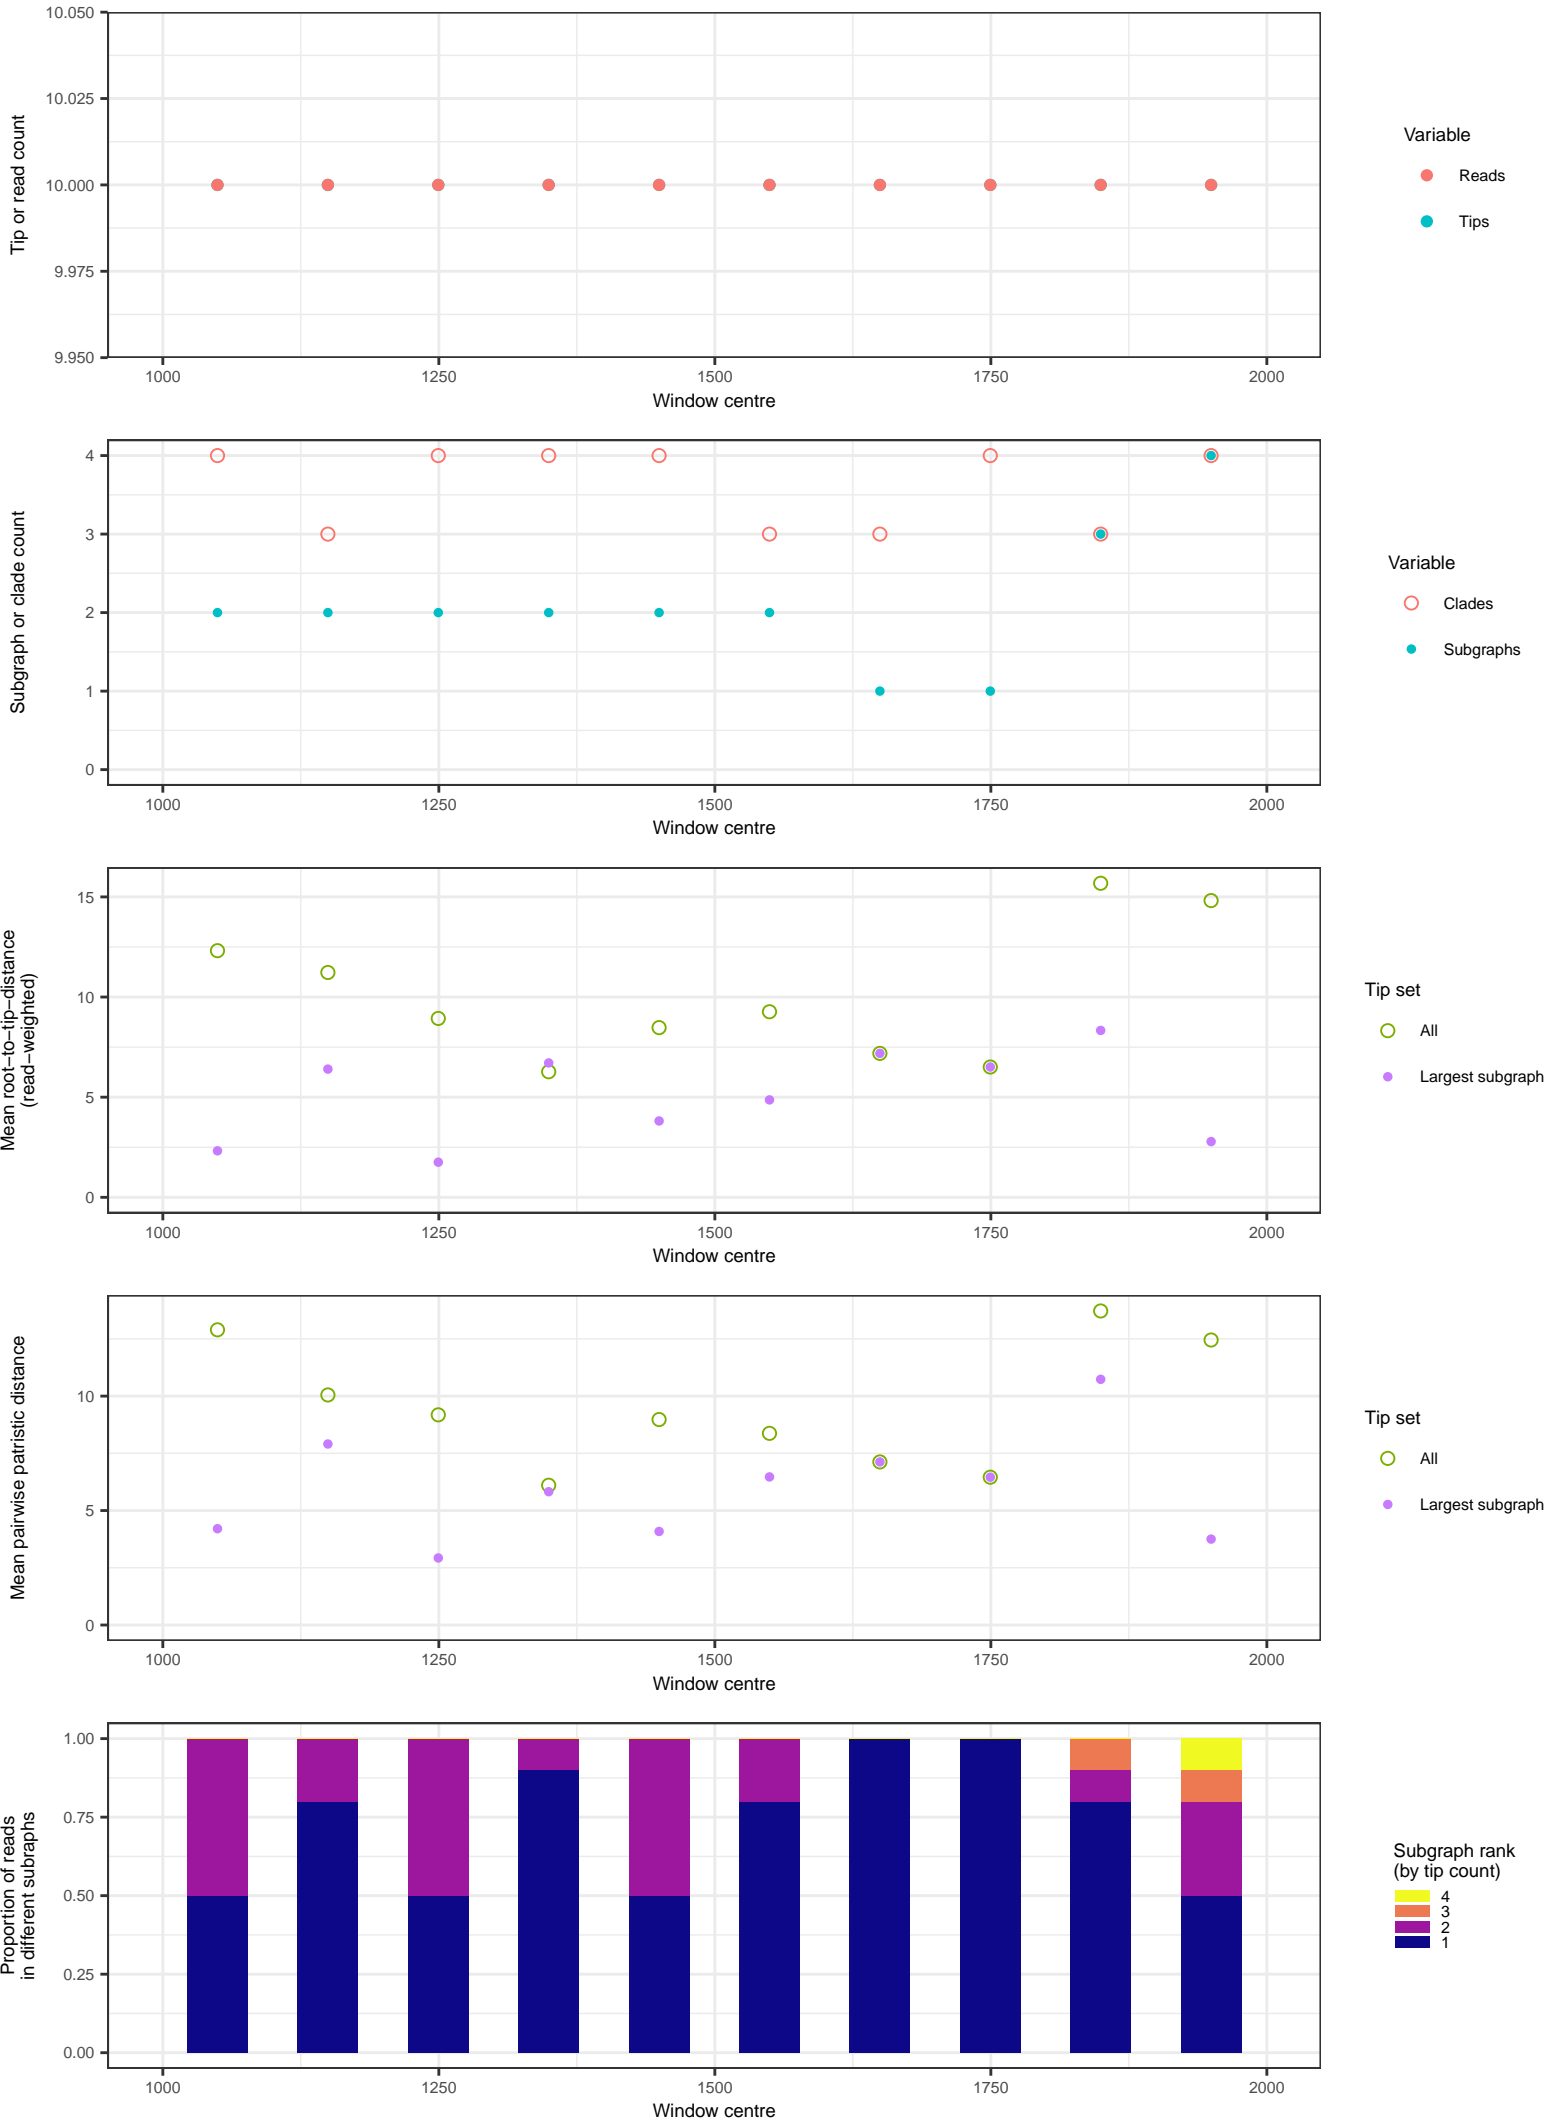 10.050
10.025
10.000
9.975
9.950
Tip or read count
1000 1250 1500 1750 2000
Window centre
Variable
Reads
Tips
4
3
2
1
0
Subgraph or clade count
1000 1250 1500 1750 2000
Window centre
Variable
Clades
Subgraphs
15
10
5
0
Mean root−to−tip−distance
(read−weighted)
1000 1250 1500 1750 2000
Window centre
Tip set
All
Largest subgraph
10
5
0
Mean pairwise patristic distance
1000 1250 1500 1750 2000
Window centre
Tip set
All
Largest subgraph
1.00
0.75
0.50
0.25
0.00
Proportion of reads
in different subraphs
1000 1250 1500 1750 2000
Window centre
Subgraph rank
(by tip count)
4
3
2
1